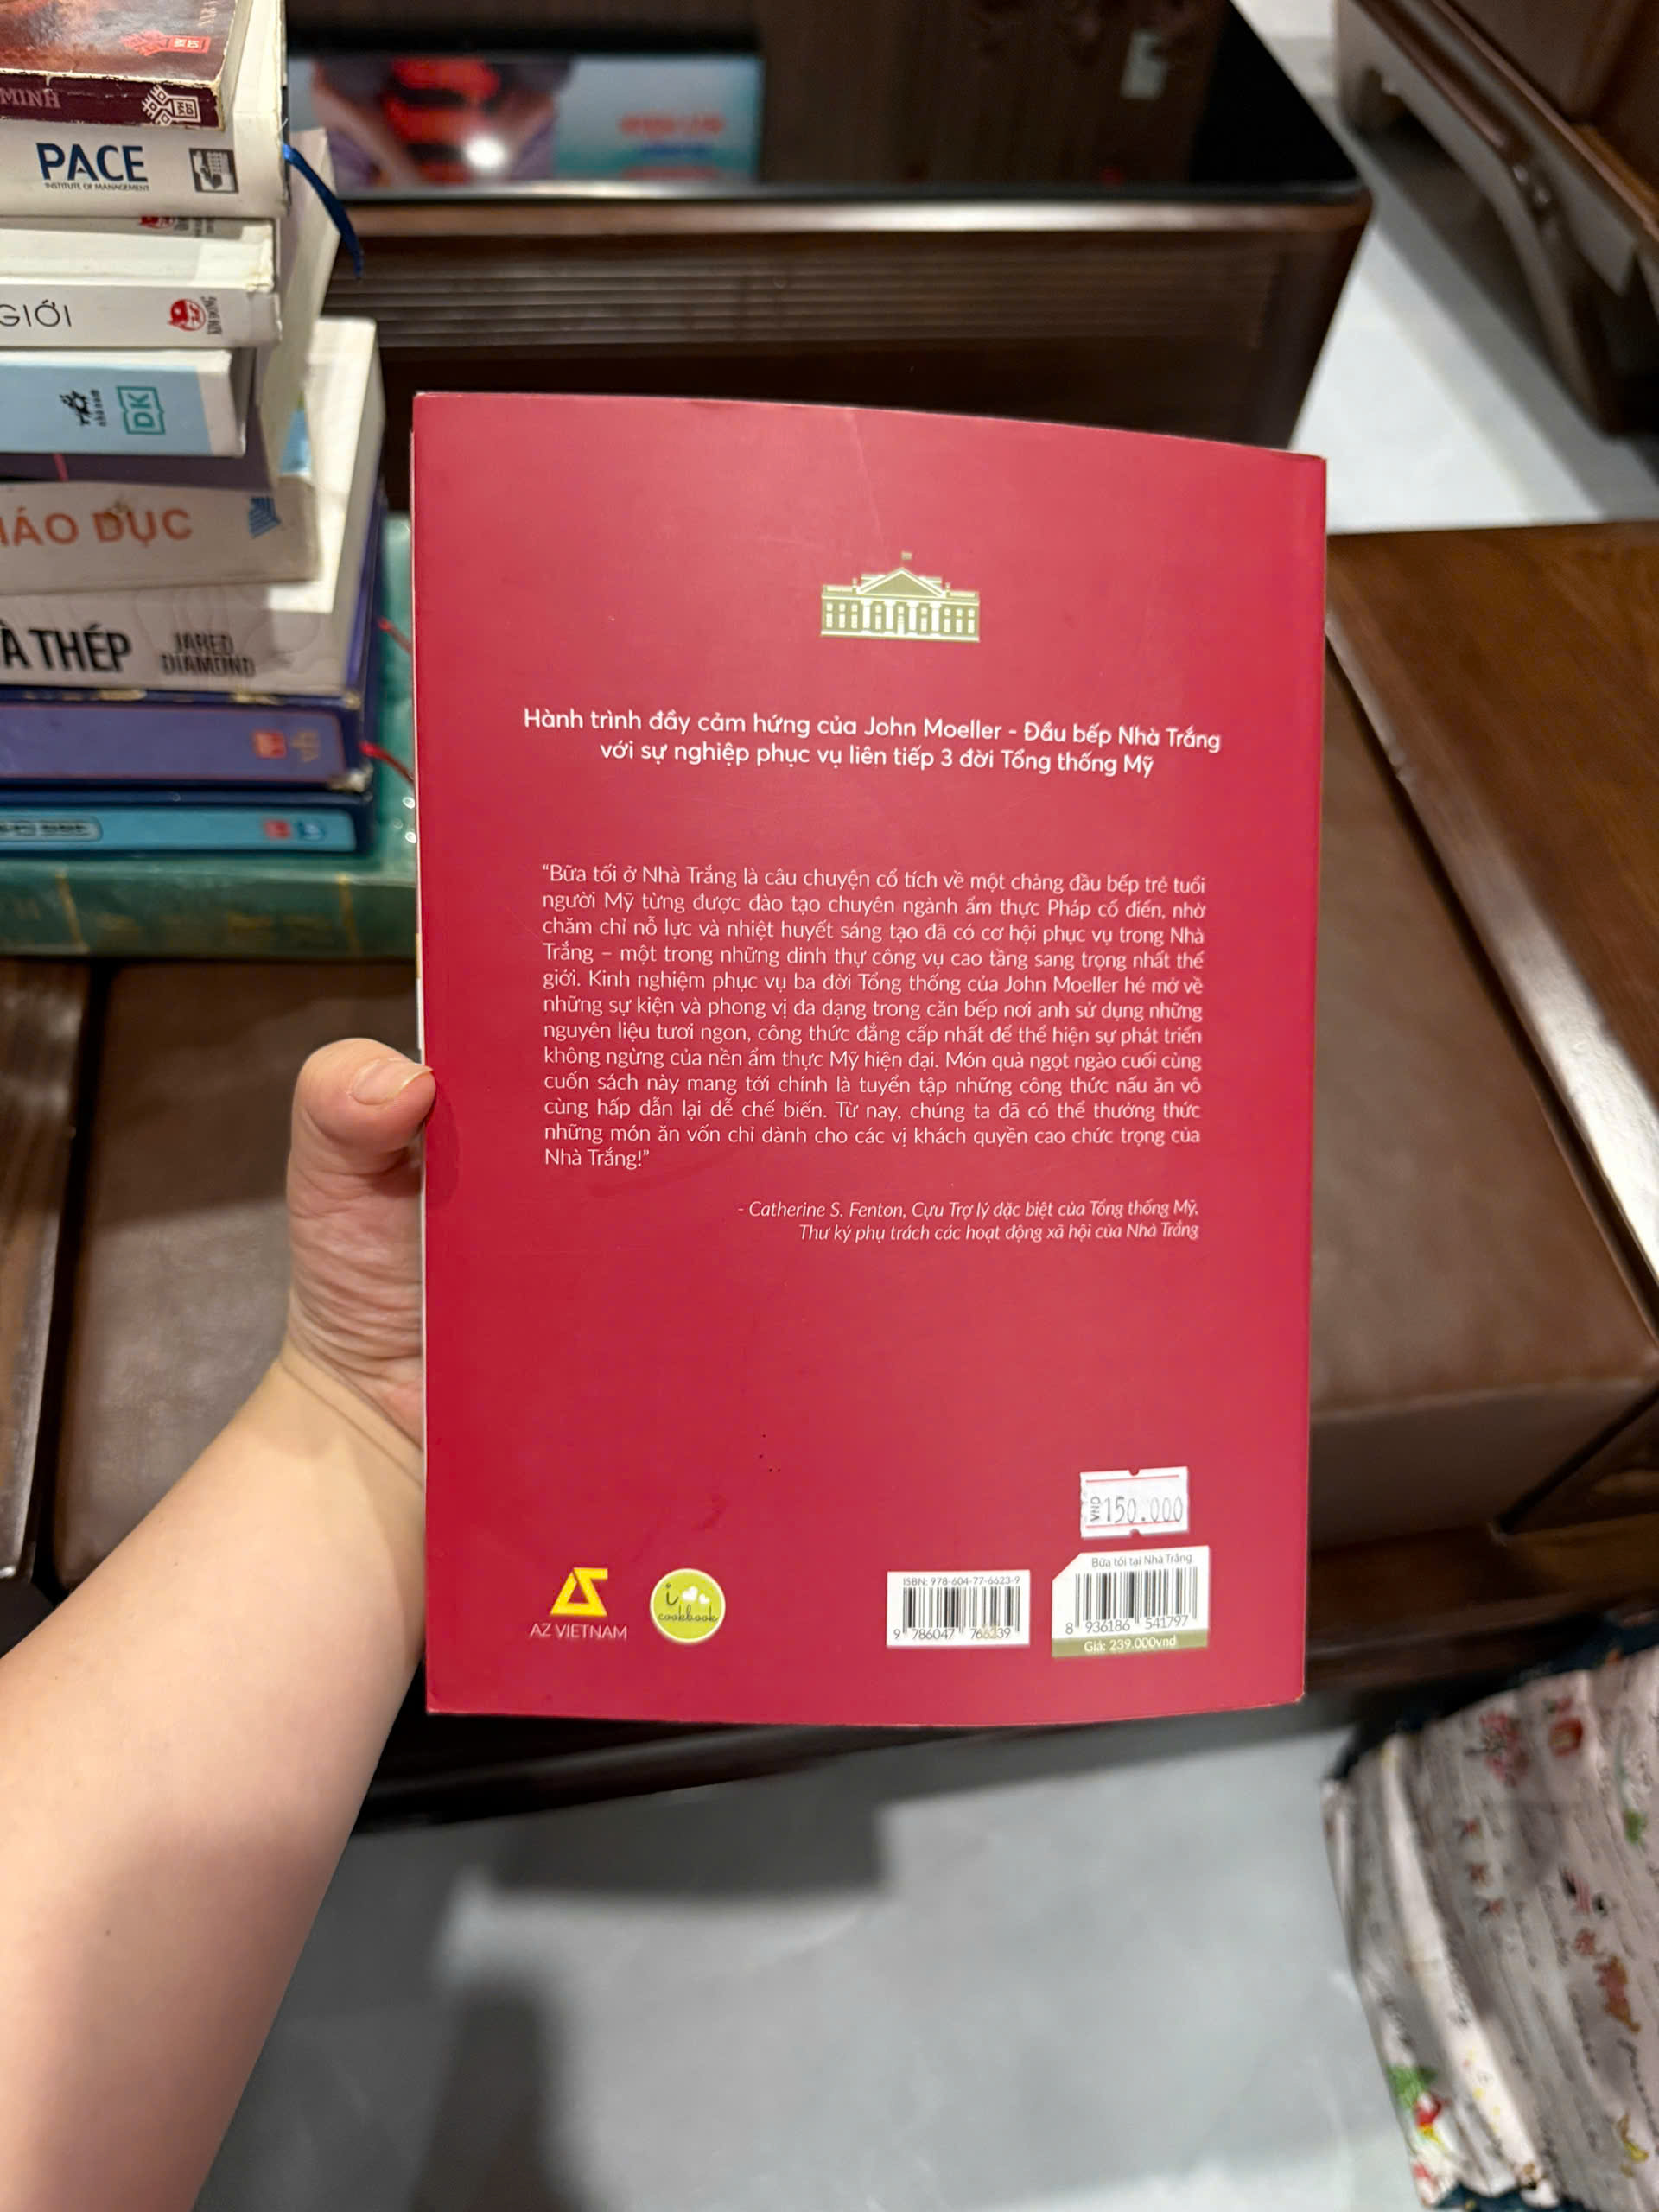 MINH
PACE
INSTITUTE OF MANAGEMENT
GIỚI
KIM ĐỒNG
nhã nam
DK
ÁO DỤC
À THÉP
JARED
DIAMOND
Hành trình đầy cảm hứng của John Moeller - Đầu bếp Nhà Trắng
với sự nghiệp phục vụ liên tiếp 3 đời Tổng thống Mỹ
“Bữa tối ở Nhà Trắng là câu chuyện cổ tích về một chàng đầu bếp trẻ tuổi
người Mỹ từng được đào tạo chuyên ngành ẩm thực Pháp cổ điển, nhờ
chăm chỉ nỗ lực và nhiệt huyết sáng tạo đã có cơ hội phục vụ trong Nhà
Trắng – một trong những dinh thự công vụ cao tầng sang trọng nhất thế
giới. Kinh nghiệm phục vụ ba đời Tổng thống của John Moeller hé mở về
những sự kiện và phong vị đa dạng trong căn bếp nơi anh sử dụng những
nguyên liệu tươi ngon, công thức đẳng cấp nhất để thể hiện sự phát triển
không ngừng của nền ẩm thực Mỹ hiện đại. Món quà ngọt ngào cuối cùng
cuốn sách này mang tới chính là tuyển tập những công thức nấu ăn vô
cùng hấp dẫn lại dễ chế biến. Từ nay, chúng ta đã có thể thưởng thức
những món ăn vốn chỉ dành cho các vị khách quyền cao chức trọng của
Nhà Trắng!”
- Catherine S. Fenton, Cựu Trợ lý đặc biệt của Tổng thống Mỹ,
Thư ký phụ trách các hoạt động xã hội của Nhà Trắng
VND 150.000
AZ VIETNAM
i
cookbook
ISBN: 978-604-77-6623-9
9 786047 766239
Bữa tối tại Nhà Trắng
8 936186 541797
Giá: 239.000vnđ